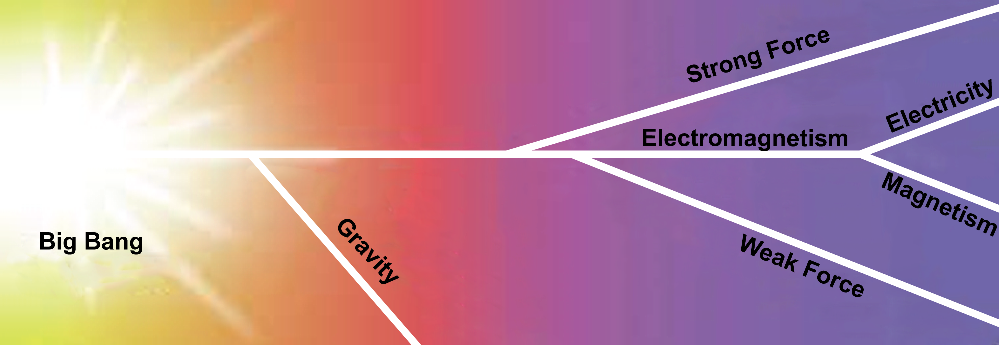 Big Bang
Gravity
Strong Force
Electromagnetism
Weak Force
Electricity
Magnetism